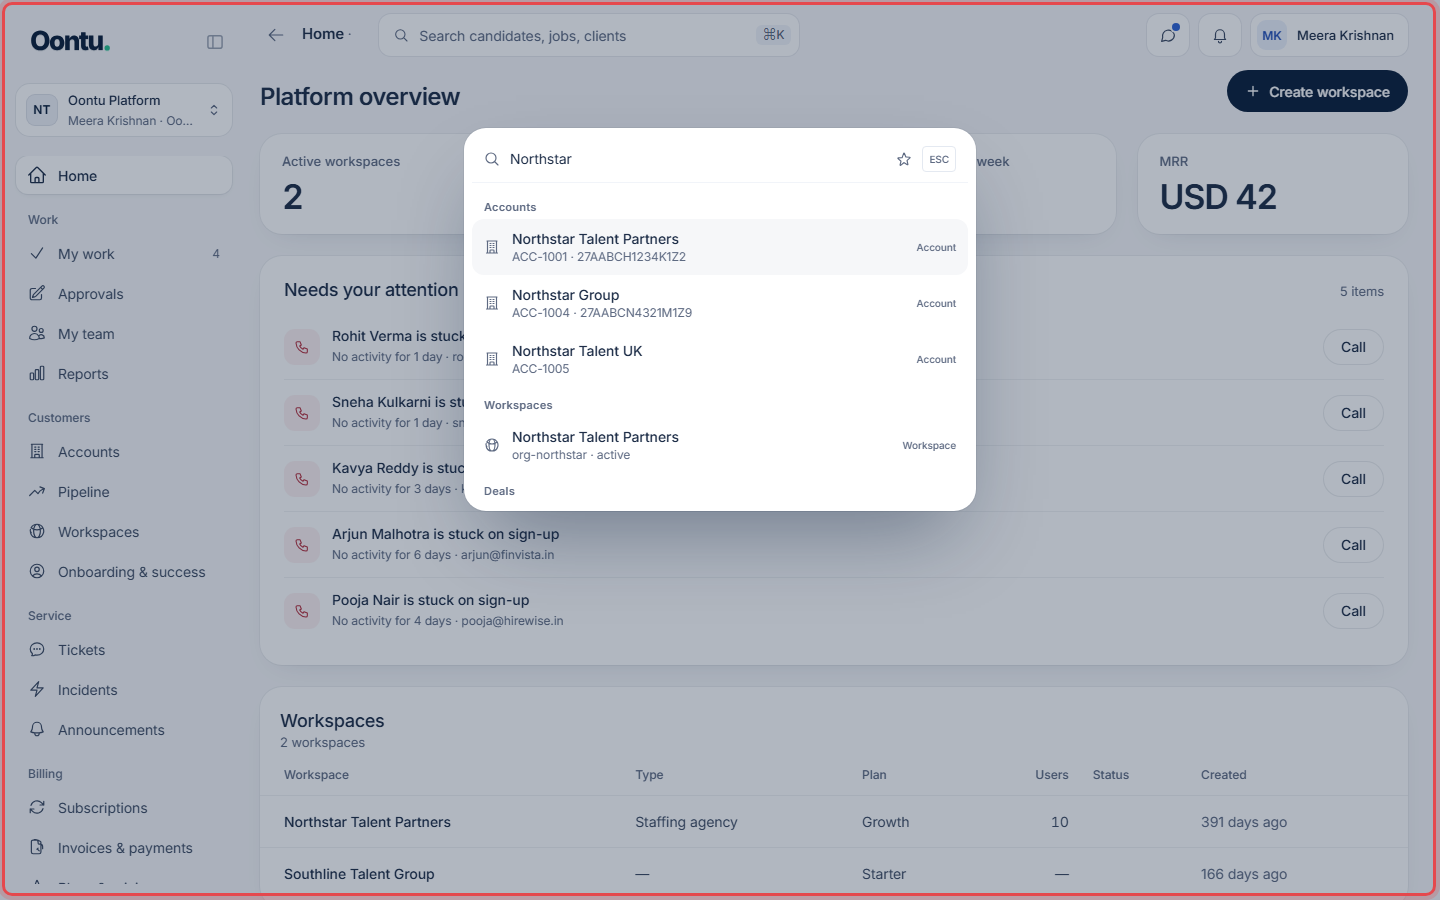 Oontu.
Home ·
Search candidates, jobs, clients
⌘K
MK
Meera Krishnan
NT
Oontu Platform
Meera Krishnan · Oo...
Platform overview
Create workspace
Home
Work
My work
4
Approvals
My team
Reports
Customers
Accounts
Pipeline
Workspaces
Onboarding & success
Service
Tickets
Incidents
Announcements
Billing
Subscriptions
Invoices & payments
Active workspaces
2
week
MRR
USD 42
Northstar
ESC
Accounts
Northstar Talent Partners
ACC-1001 · 27AABCH1234K1Z2
Account
Northstar Group
ACC-1004 · 27AABCN4321M1Z9
Account
Northstar Talent UK
ACC-1005
Account
Workspaces
Northstar Talent Partners
org-northstar · active
Workspace
Deals
Needs your attention
5 items
Rohit Verma is stuck
No activity for 1 day · ro
Call
Sneha Kulkarni is stu
No activity for 1 day · sn
Call
Kavya Reddy is stuc
No activity for 3 days ·
Call
Arjun Malhotra is stuck on sign-up
No activity for 6 days · arjun@finvista.in
Call
Pooja Nair is stuck on sign-up
No activity for 4 days · pooja@hirewise.in
Call
Workspaces
2 workspaces
Workspace Type Plan Users Status Created
Northstar Talent Partners Staffing agency Growth 10 391 days ago
Southline Talent Group — Starter — 166 days ago